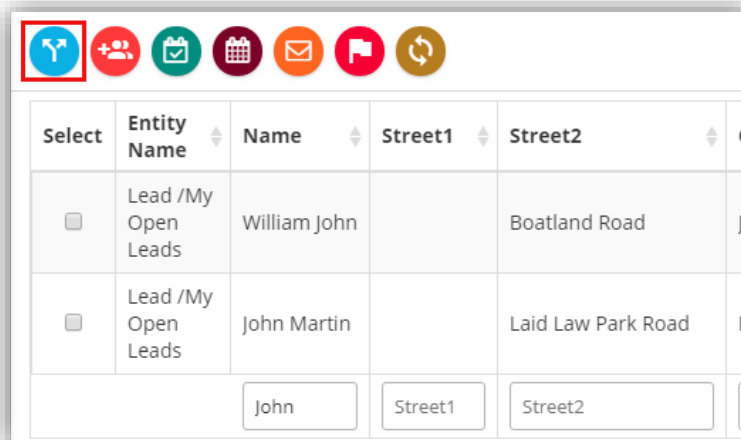 Select Entity Name Name Street1 Street2
Lead /My Open Leads William John Boatland Road
Lead /My Open Leads John Martin Laid Law Park Road
John Street1 Street2